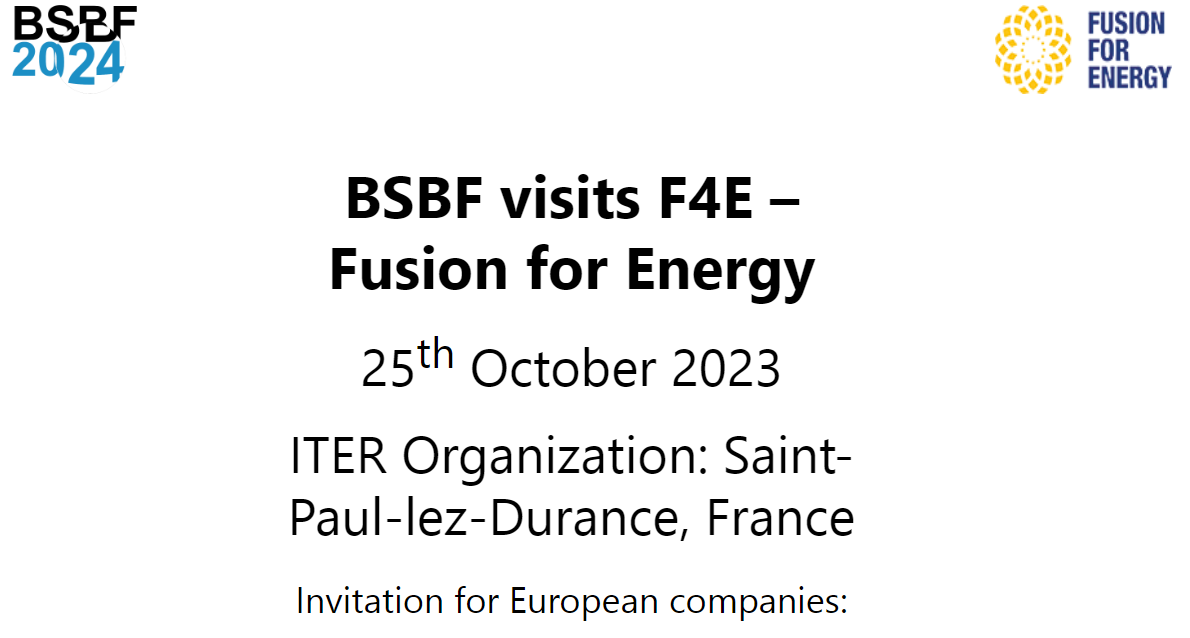 BSBF
2024
FUSION
FOR
ENERGY
BSBF visits F4E –
Fusion for Energy
25th October 2023
ITER Organization: Saint-
Paul-lez-Durance, France
Invitation for European companies: